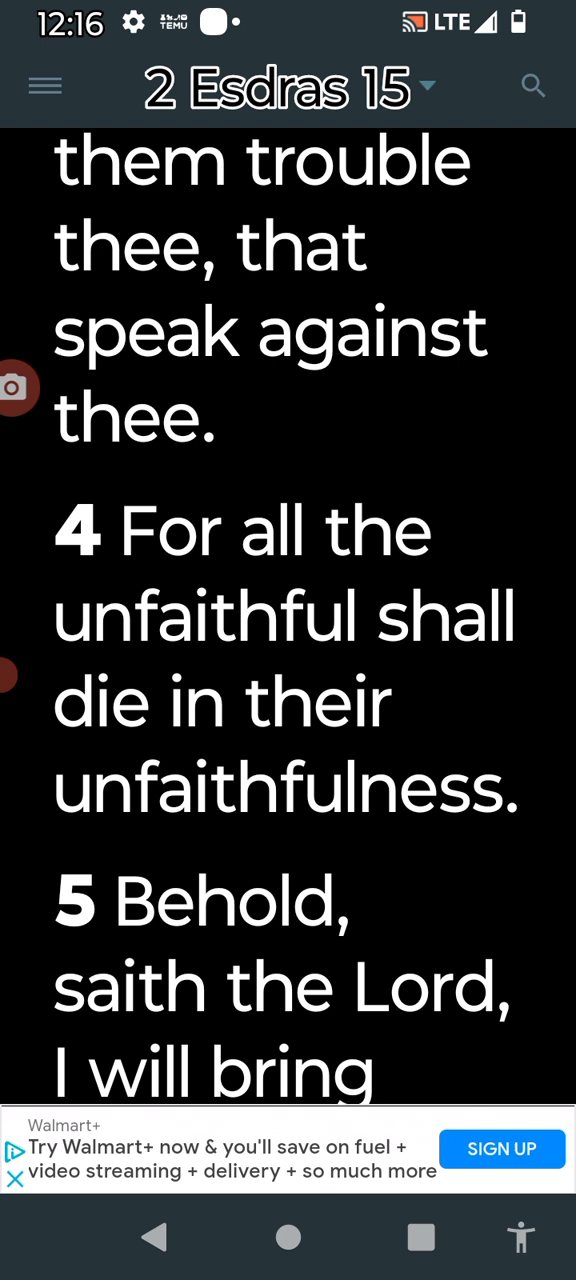 12:16
TEMU
LTE
2 Esdras 15
them trouble
thee, that
speak against
thee.
4 For all the
unfaithful shall
die in their
unfaithfulness.
5 Behold,
saith the Lord,
I will bring
Walmart+
Try Walmart+ now & you'll save on fuel +
video streaming + delivery + so much more
SIGN UP